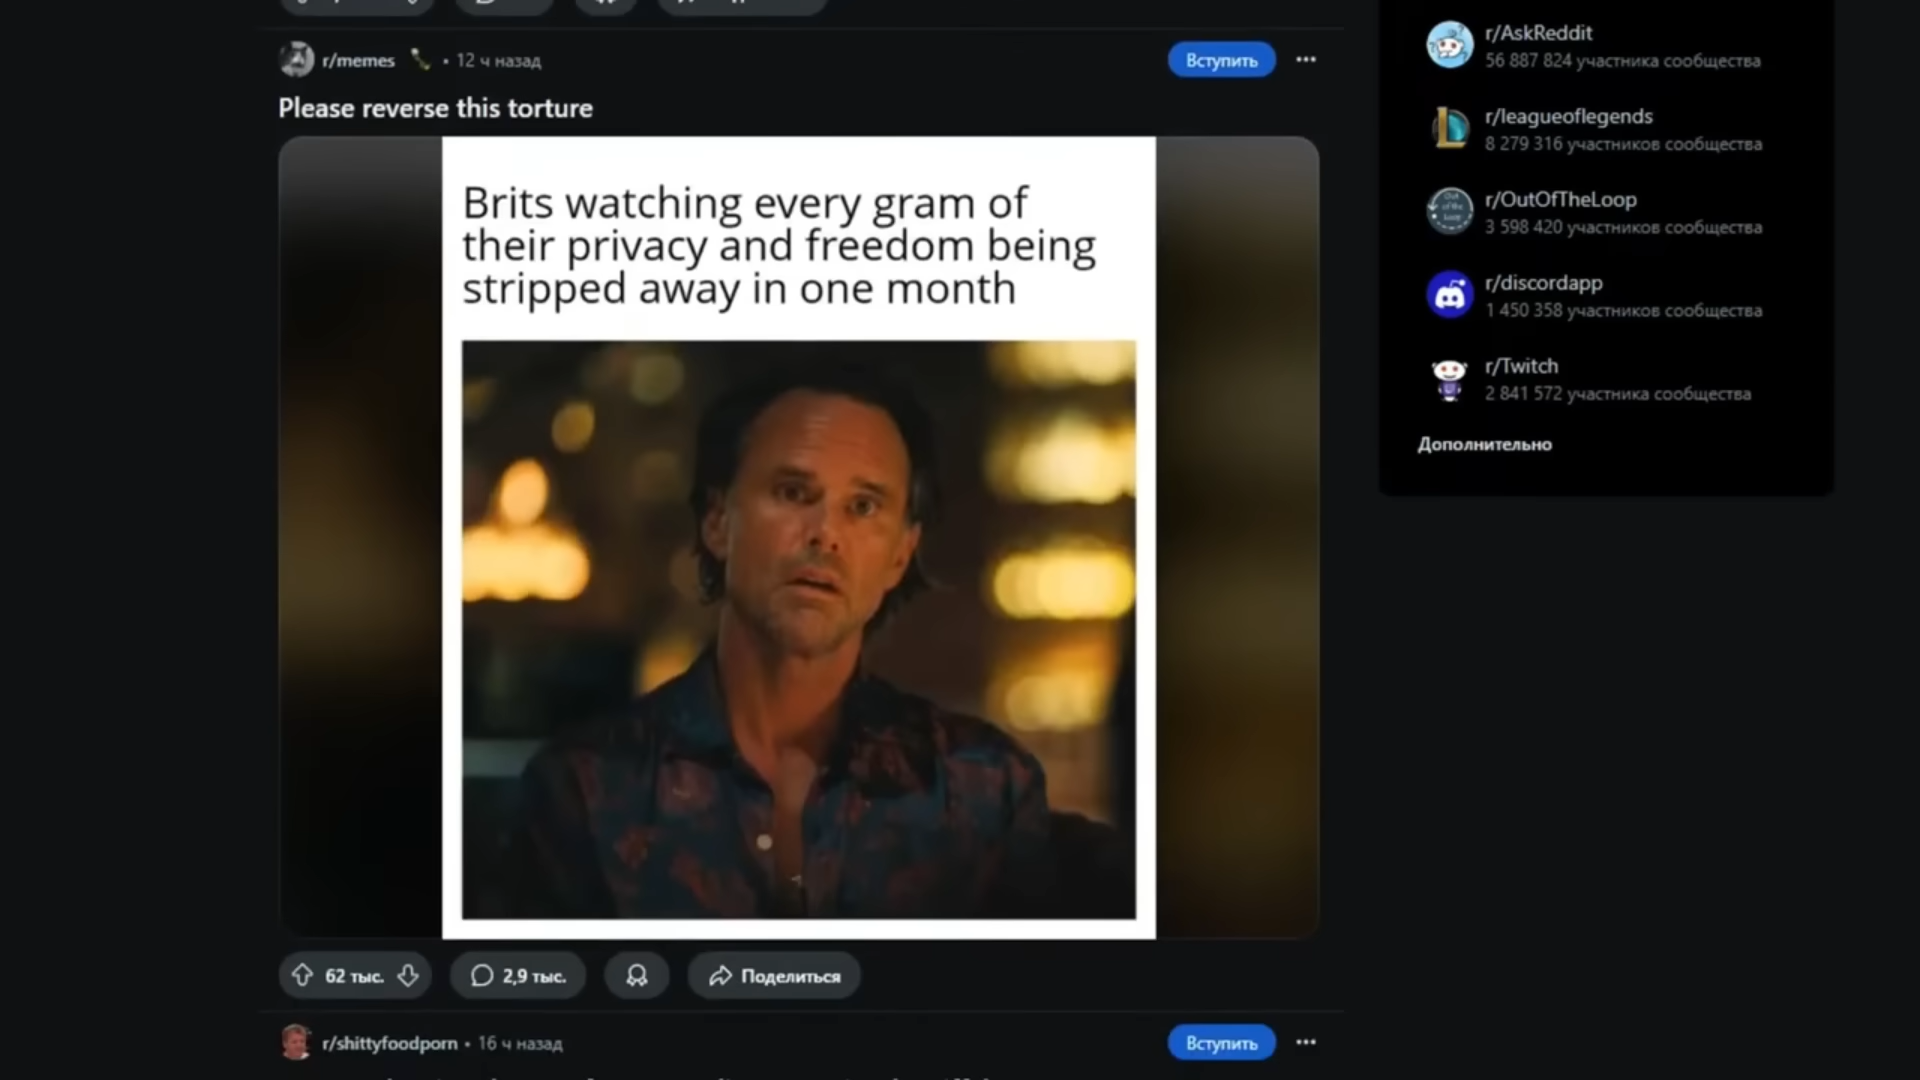 r/memes • 12 ч назад
Вступить
Please reverse this torture
Brits watching every gram of
their privacy and freedom being
stripped away in one month
62 тыс.
2,9 тыс.
Поделиться
r/shittyfoodporn • 16 ч назад
Вступить
r/AskReddit
56 887 824 участника сообщества
r/leagueoflegends
8 279 316 участников сообщества
r/OutOfTheLoop
3 598 420 участников сообщества
r/discordapp
1 450 358 участников сообщества
r/Twitch
2 841 572 участника сообщества
Дополнительно